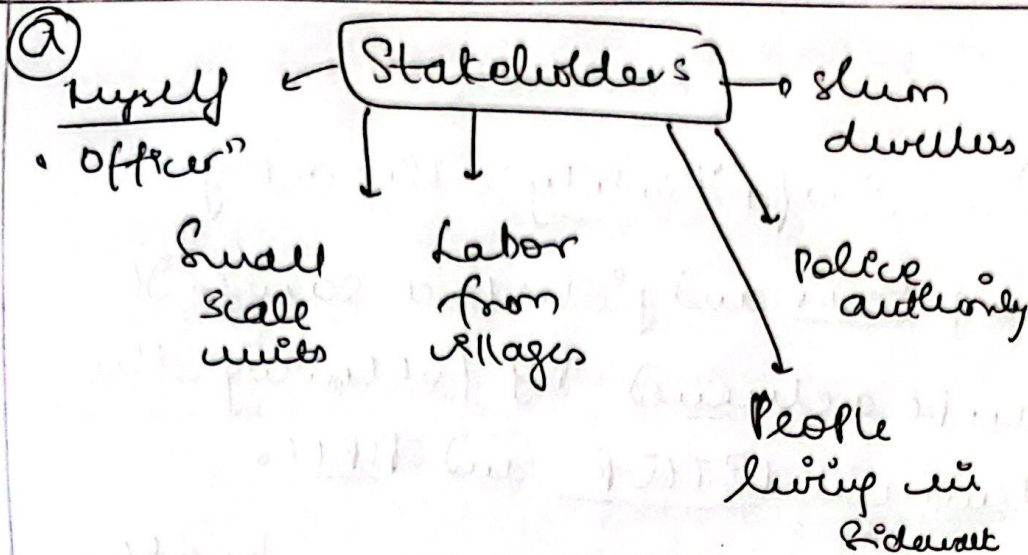 a
Stakeholders
Myself
• Officer"
slum
dwellers
Small
scale
units
Labor
from
villages
Police
authority
People
living in
sidewalk